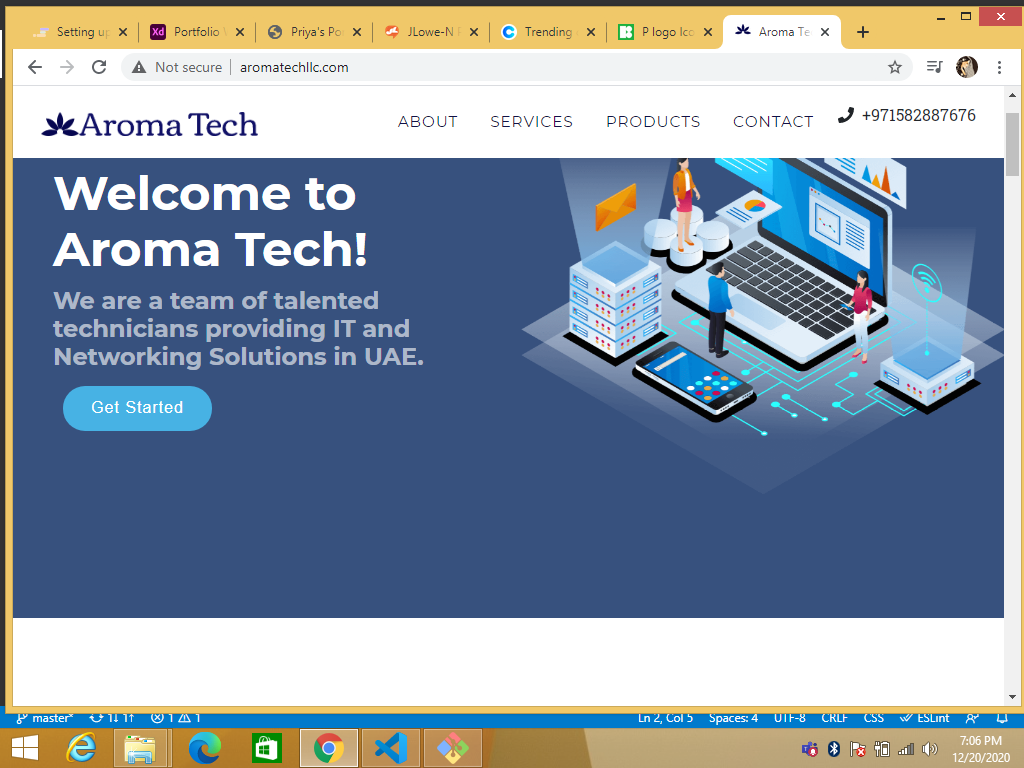 Setting up
Xd Portfolio
Priya's Po
JLowe-N
Trending
P logo Ico
Aroma Te
Not secure
aromatechllc.com
Aroma Tech
ABOUT
SERVICES
PRODUCTS
CONTACT
+971582887676
Welcome to
Aroma Tech!
We are a team of talented
technicians providing IT and
Networking Solutions in UAE.
Get Started
master*
1↓ 1↑
1
1
Ln 2, Col 5
Spaces: 4
UTF-8
CRLF
CSS
ESLint
7:06 PM
12/20/2020